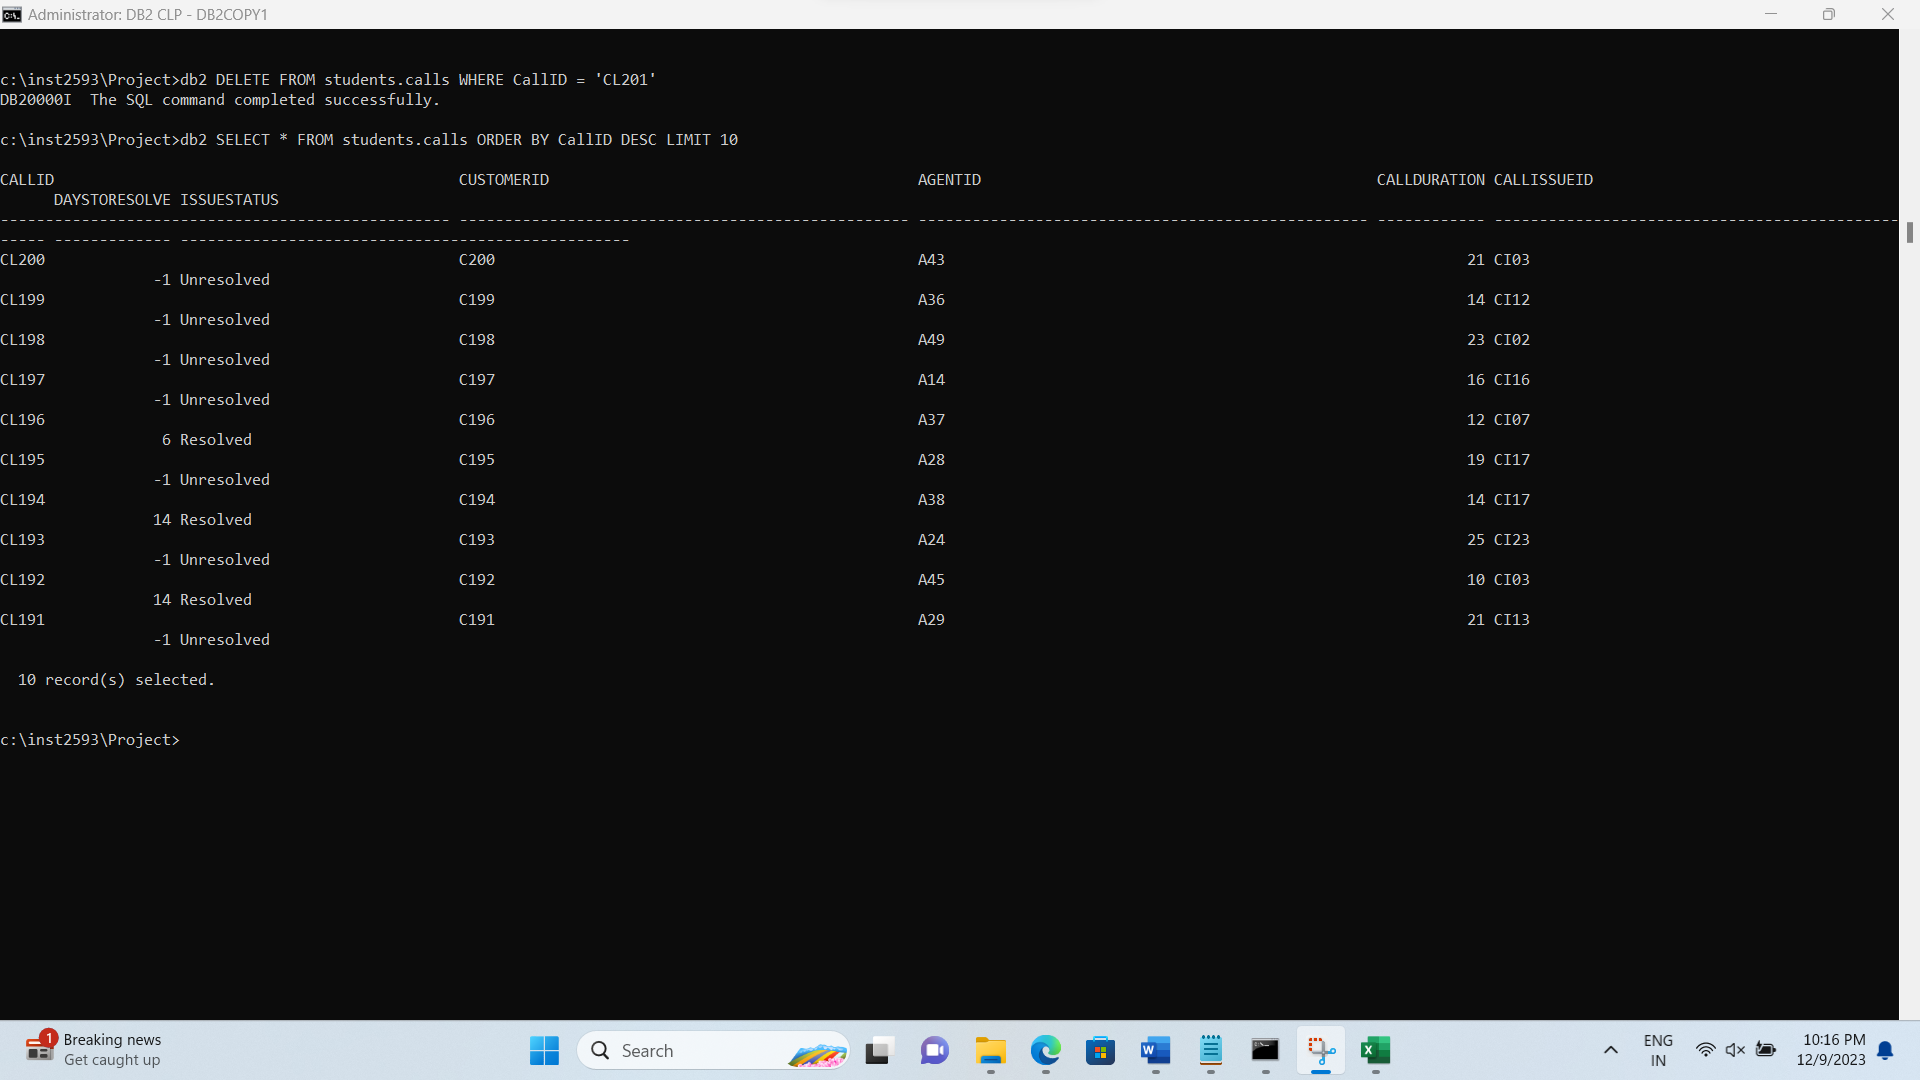 Administrator: DB2 CLP - DB2COPY1
c:\inst2593\Project>db2 DELETE FROM students.calls WHERE CallID = 'CL201'
DB20000I  The SQL command completed successfully.
c:\inst2593\Project>db2 SELECT * FROM students.calls ORDER BY CallID DESC LIMIT 10
CALLID CUSTOMERID AGENTID CALLDURATION CALLISSUEID
DAYSTORESOLVE ISSUESTATUS
-------------------------------------------------- -------------------------------------------------- -------------------------------------------------- ------------ ---------------------------------------------
----- ------------- --------------------------------------------------
CL200 C200 A43 21 CI03
-1 Unresolved
CL199 C199 A36 14 CI12
-1 Unresolved
CL198 C198 A49 23 CI02
-1 Unresolved
CL197 C197 A14 16 CI16
-1 Unresolved
CL196 C196 A37 12 CI07
6 Resolved
CL195 C195 A28 19 CI17
-1 Unresolved
CL194 C194 A38 14 CI17
14 Resolved
CL193 C193 A24 25 CI23
-1 Unresolved
CL192 C192 A45 10 CI03
14 Resolved
CL191 C191 A29 21 CI13
-1 Unresolved
10 record(s) selected.
c:\inst2593\Project>
1
Breaking news
Get caught up
Search
ENG
IN
10:16 PM
12/9/2023